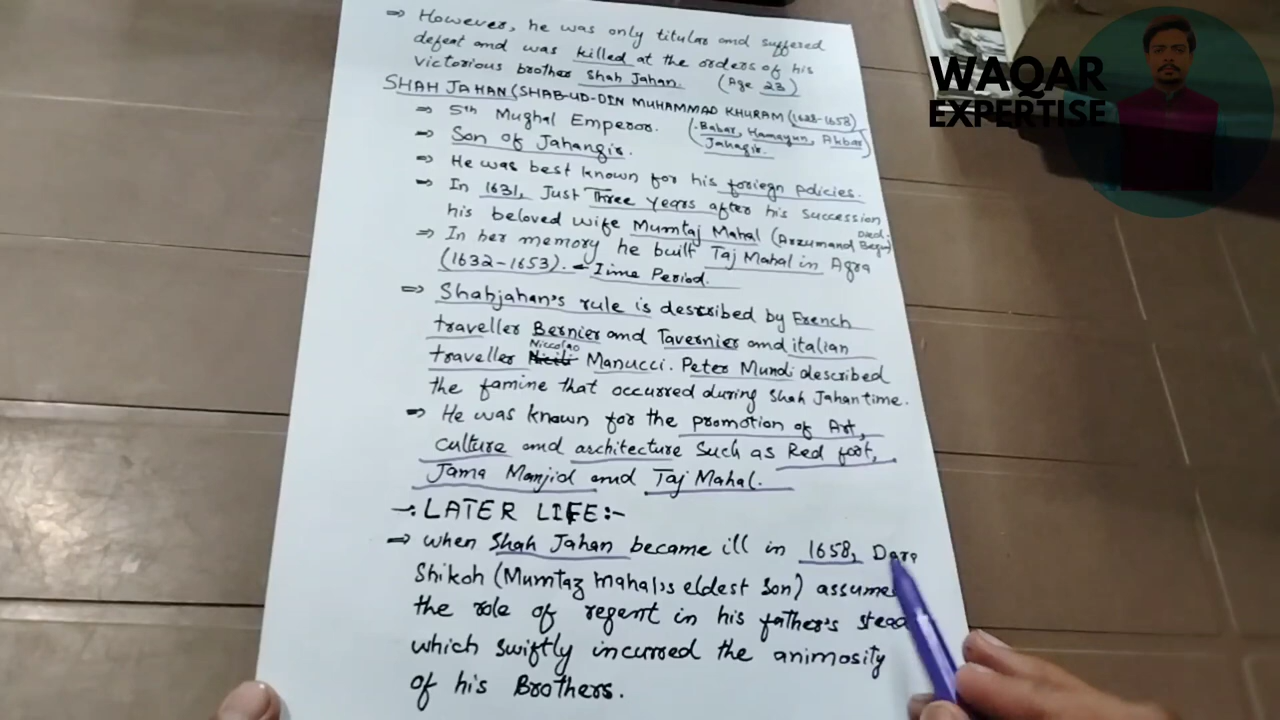 ⇒ However, he was only titular and suffered
defeat and was killed at the orders of his
victorious brother Shah Jahan. (Age 23)
SHAH JAHAN (SHAB-UD-DIN MUHAMMAD KHURAM (1628-1658)
⇒ 5th Mughal Emperor. (Babar, Hamayun, Akbar
Jahagir.)
⇒ Son of Jahangir.
⇒ He was best known for his foriegn policies.
⇒ In 1631, Just Three years after his succession
his beloved wife Mumtaj Mahal (Arzumand Begum) died.
⇒ In her memory he built Taj Mahal in Agra
(1632-1653). - Time Period.
⇒ Shahjahan's rule is described by French
traveller Bernier and Tavernier and italian
traveller Niccolao Manucci. Peter Mundi described
the famine that occurred during Shah Jahan time.
⇒ He was known for the promotion of Art,
culture and architecture Such as Red foot,
Jama Manjid and Taj Mahal.
→. LATER LIFE:-
⇒ When Shah Jahan became ill in 1658, Dara
Shikoh (Mumtaz Mahal's eldest son) assume
the role of regent in his father's stead
which swiftly incurred the animosity
of his Brothers.
WAQAR
EXPERTISE